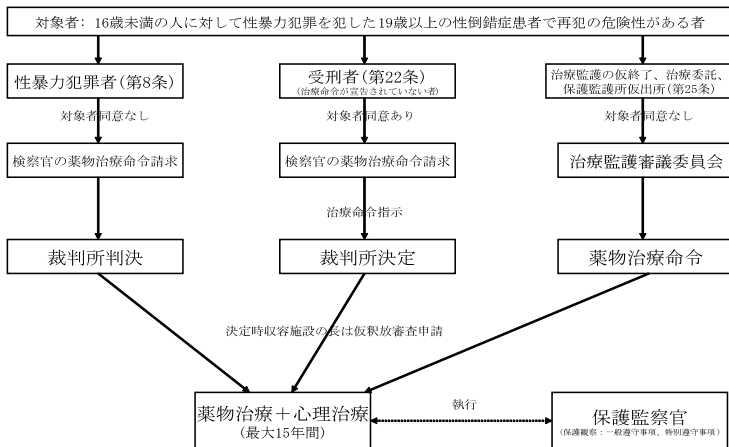 対象者: 16歳未満の人に対して性暴力犯罪を犯した19歳以上の性倒錯症患者で再犯の危険性がある者
性暴力犯罪者(第8条)
受刑者(第22条)
(治療命令が宣告されていない者)
治療監護の仮終了、治療委託、
保護監護所仮出所(第25条)
対象者同意なし
対象者同意あり
対象者同意なし
検察官の薬物治療命令請求
検察官の薬物治療命令請求
治療監護審議委員会
治療命令指示
裁判所判決
裁判所決定
薬物治療命令
決定時収容施設の長は仮釈放審査申請
薬物治療＋心理治療
(最大15年間)
執行
保護監察官
(保護観察：一般遵守事項、特別遵守事項)